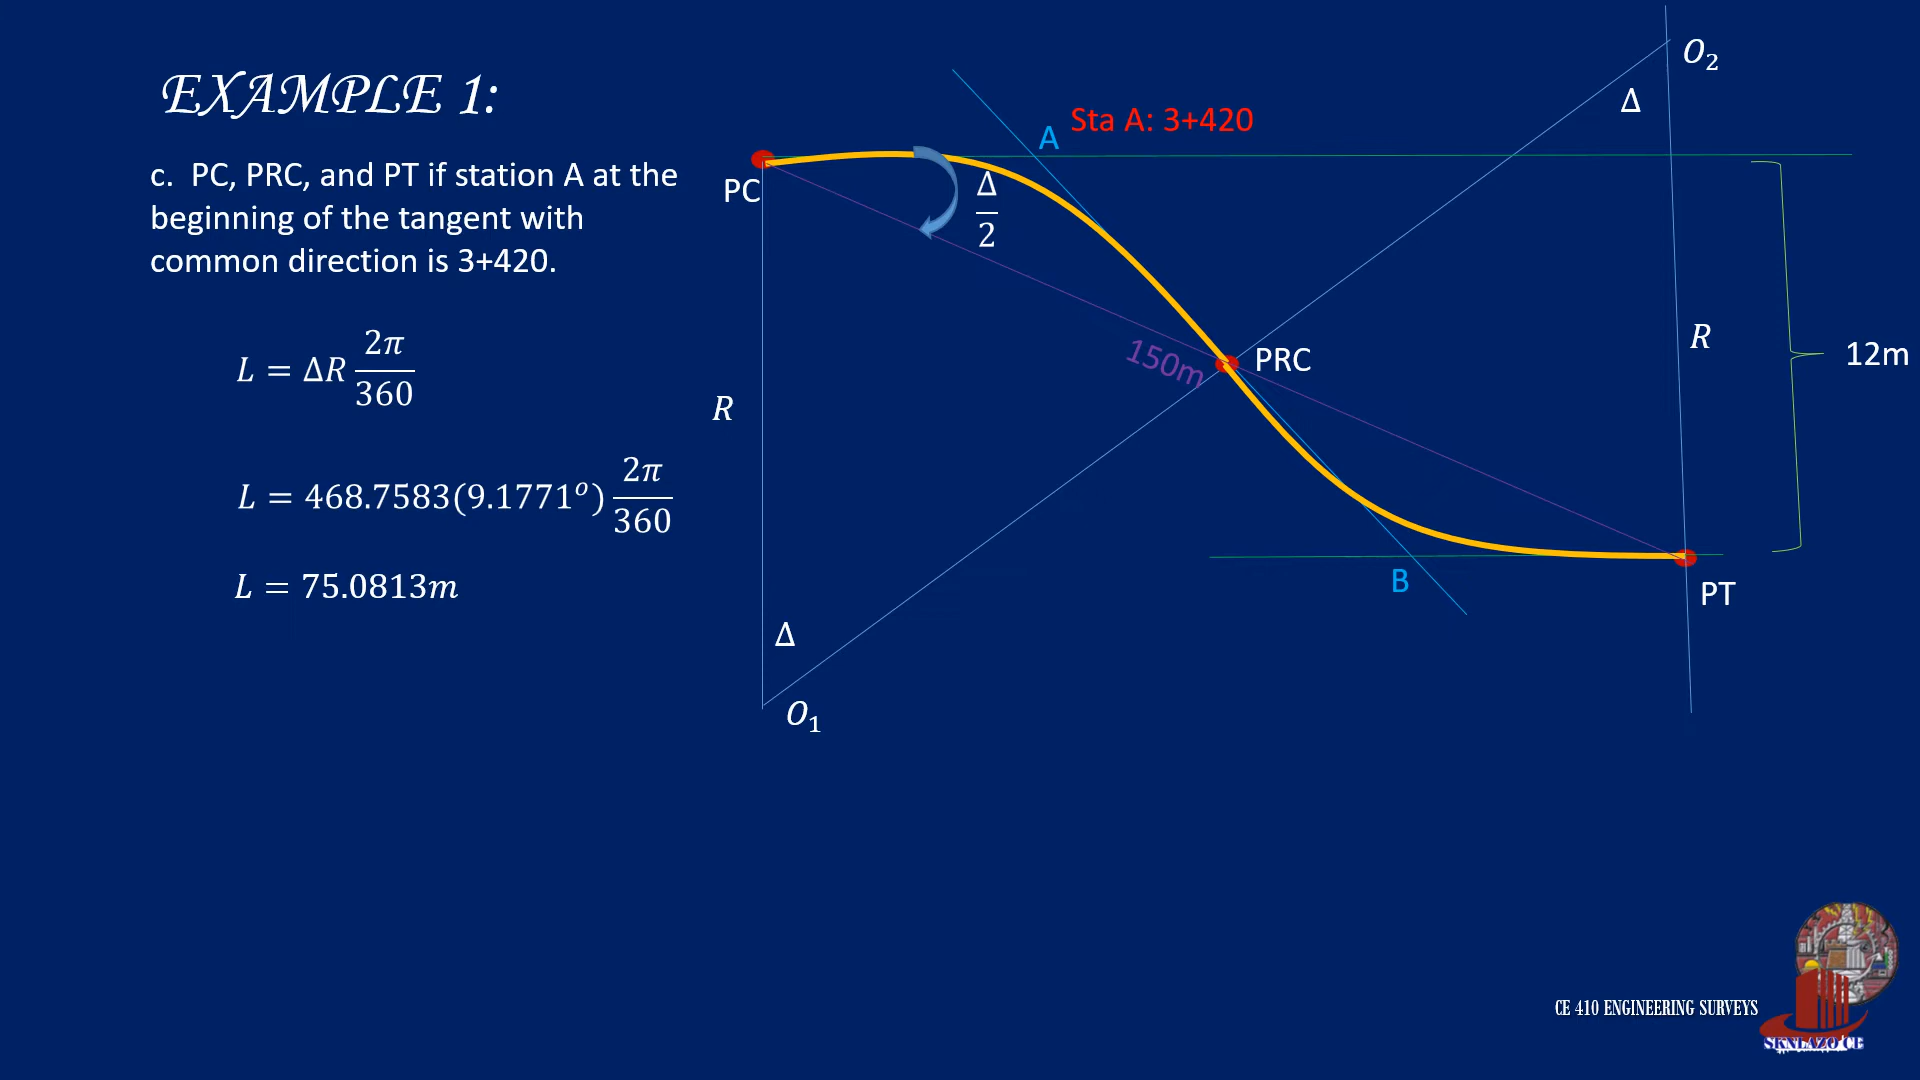 EXAMPLE 1:
c. PC, PRC, and PT if station A at the
beginning of the tangent with
common direction is 3+420.
L = ΔR 2π/360
L = 468.7583(9.1771°) 2π/360
L = 75.0813m
O₂
Δ
Sta A: 3+420
A
PC
Δ/2
150m
PRC
R
12m
R
B
PT
Δ
O₁
CE 410 ENGINEERING SURVEYS
SKNLAZO CE